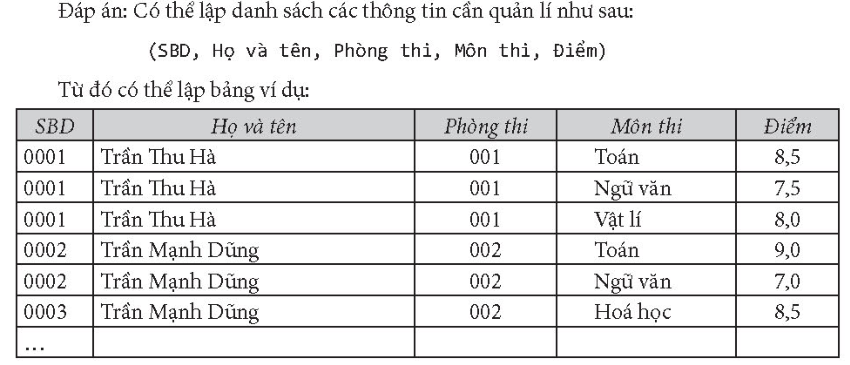 Đáp án: Có thể lập danh sách các thông tin cần quản lí như sau:
(SBD, Họ và tên, Phòng thi, Môn thi, Điểm)
Từ đó có thể lập bảng ví dụ:
SBD Họ và tên Phòng thi Môn thi Điểm
0001 Trần Thu Hà 001 Toán 8,5
0001 Trần Thu Hà 001 Ngữ văn 7,5
0001 Trần Thu Hà 001 Vật lí 8,0
0002 Trần Mạnh Dũng 002 Toán 9,0
0002 Trần Mạnh Dũng 002 Ngữ văn 7,0
0003 Trần Mạnh Dũng 002 Hoá học 8,5
...